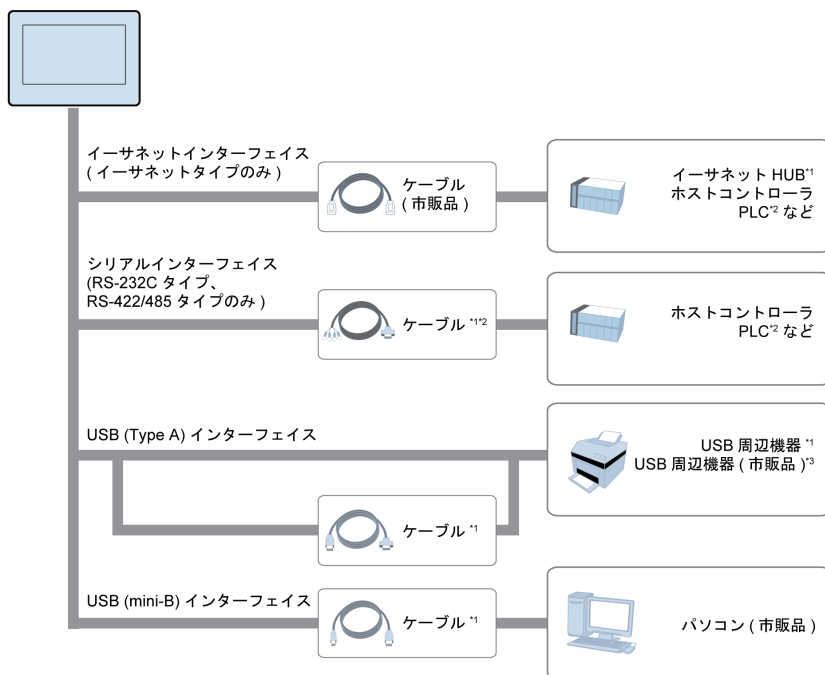 イーサネットインターフェイス
( イーサネットタイプのみ )
ケーブル
( 市販品 )
イーサネット HUB*1
ホストコントローラ
PLC*2 など
シリアルインターフェイス
(RS-232C タイプ、
RS-422/485 タイプのみ )
ケーブル *1*2
ホストコントローラ
PLC*2 など
USB (Type A) インターフェイス
USB 周辺機器 *1
USB 周辺機器 ( 市販品 )*3
ケーブル *1
USB (mini-B) インターフェイス
ケーブル *1
パソコン ( 市販品 )